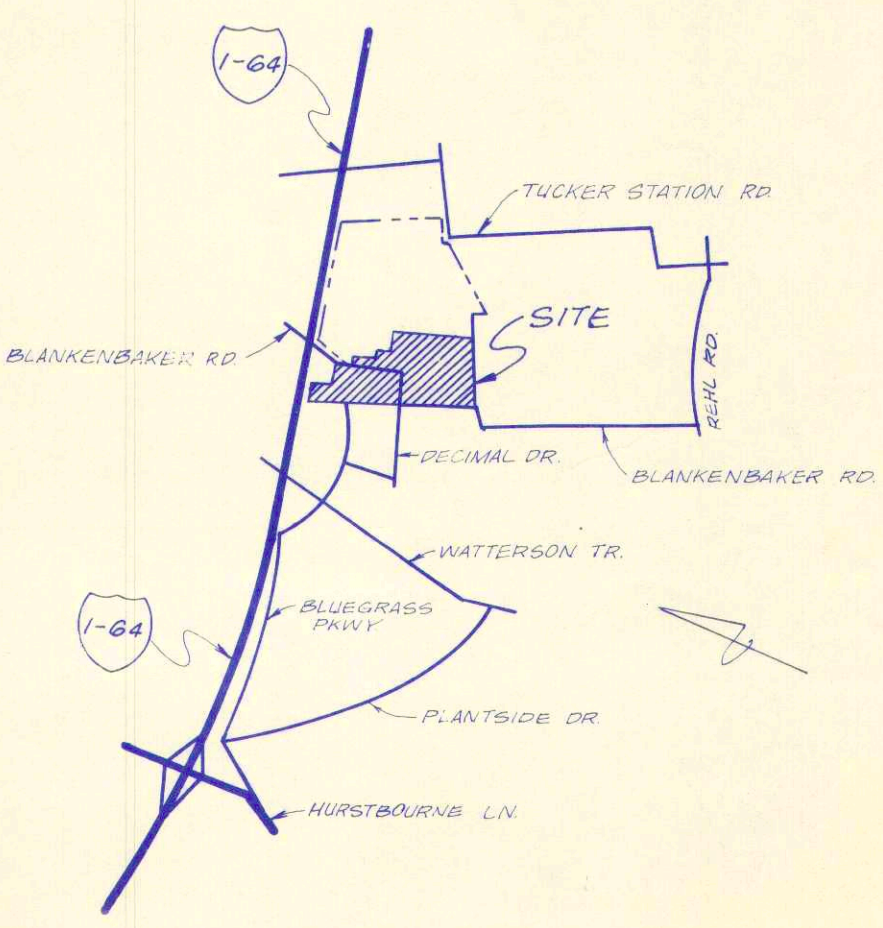 I-64
TUCKER STATION RD.
SITE
BLANKENBAKER RD.
REHL RD.
DECIMAL DR.
BLANKENBAKER RD.
WATTERSON TR.
BLUEGRASS
PKWY.
I-64
PLANTSIDE DR.
HURSTBOURNE LN.